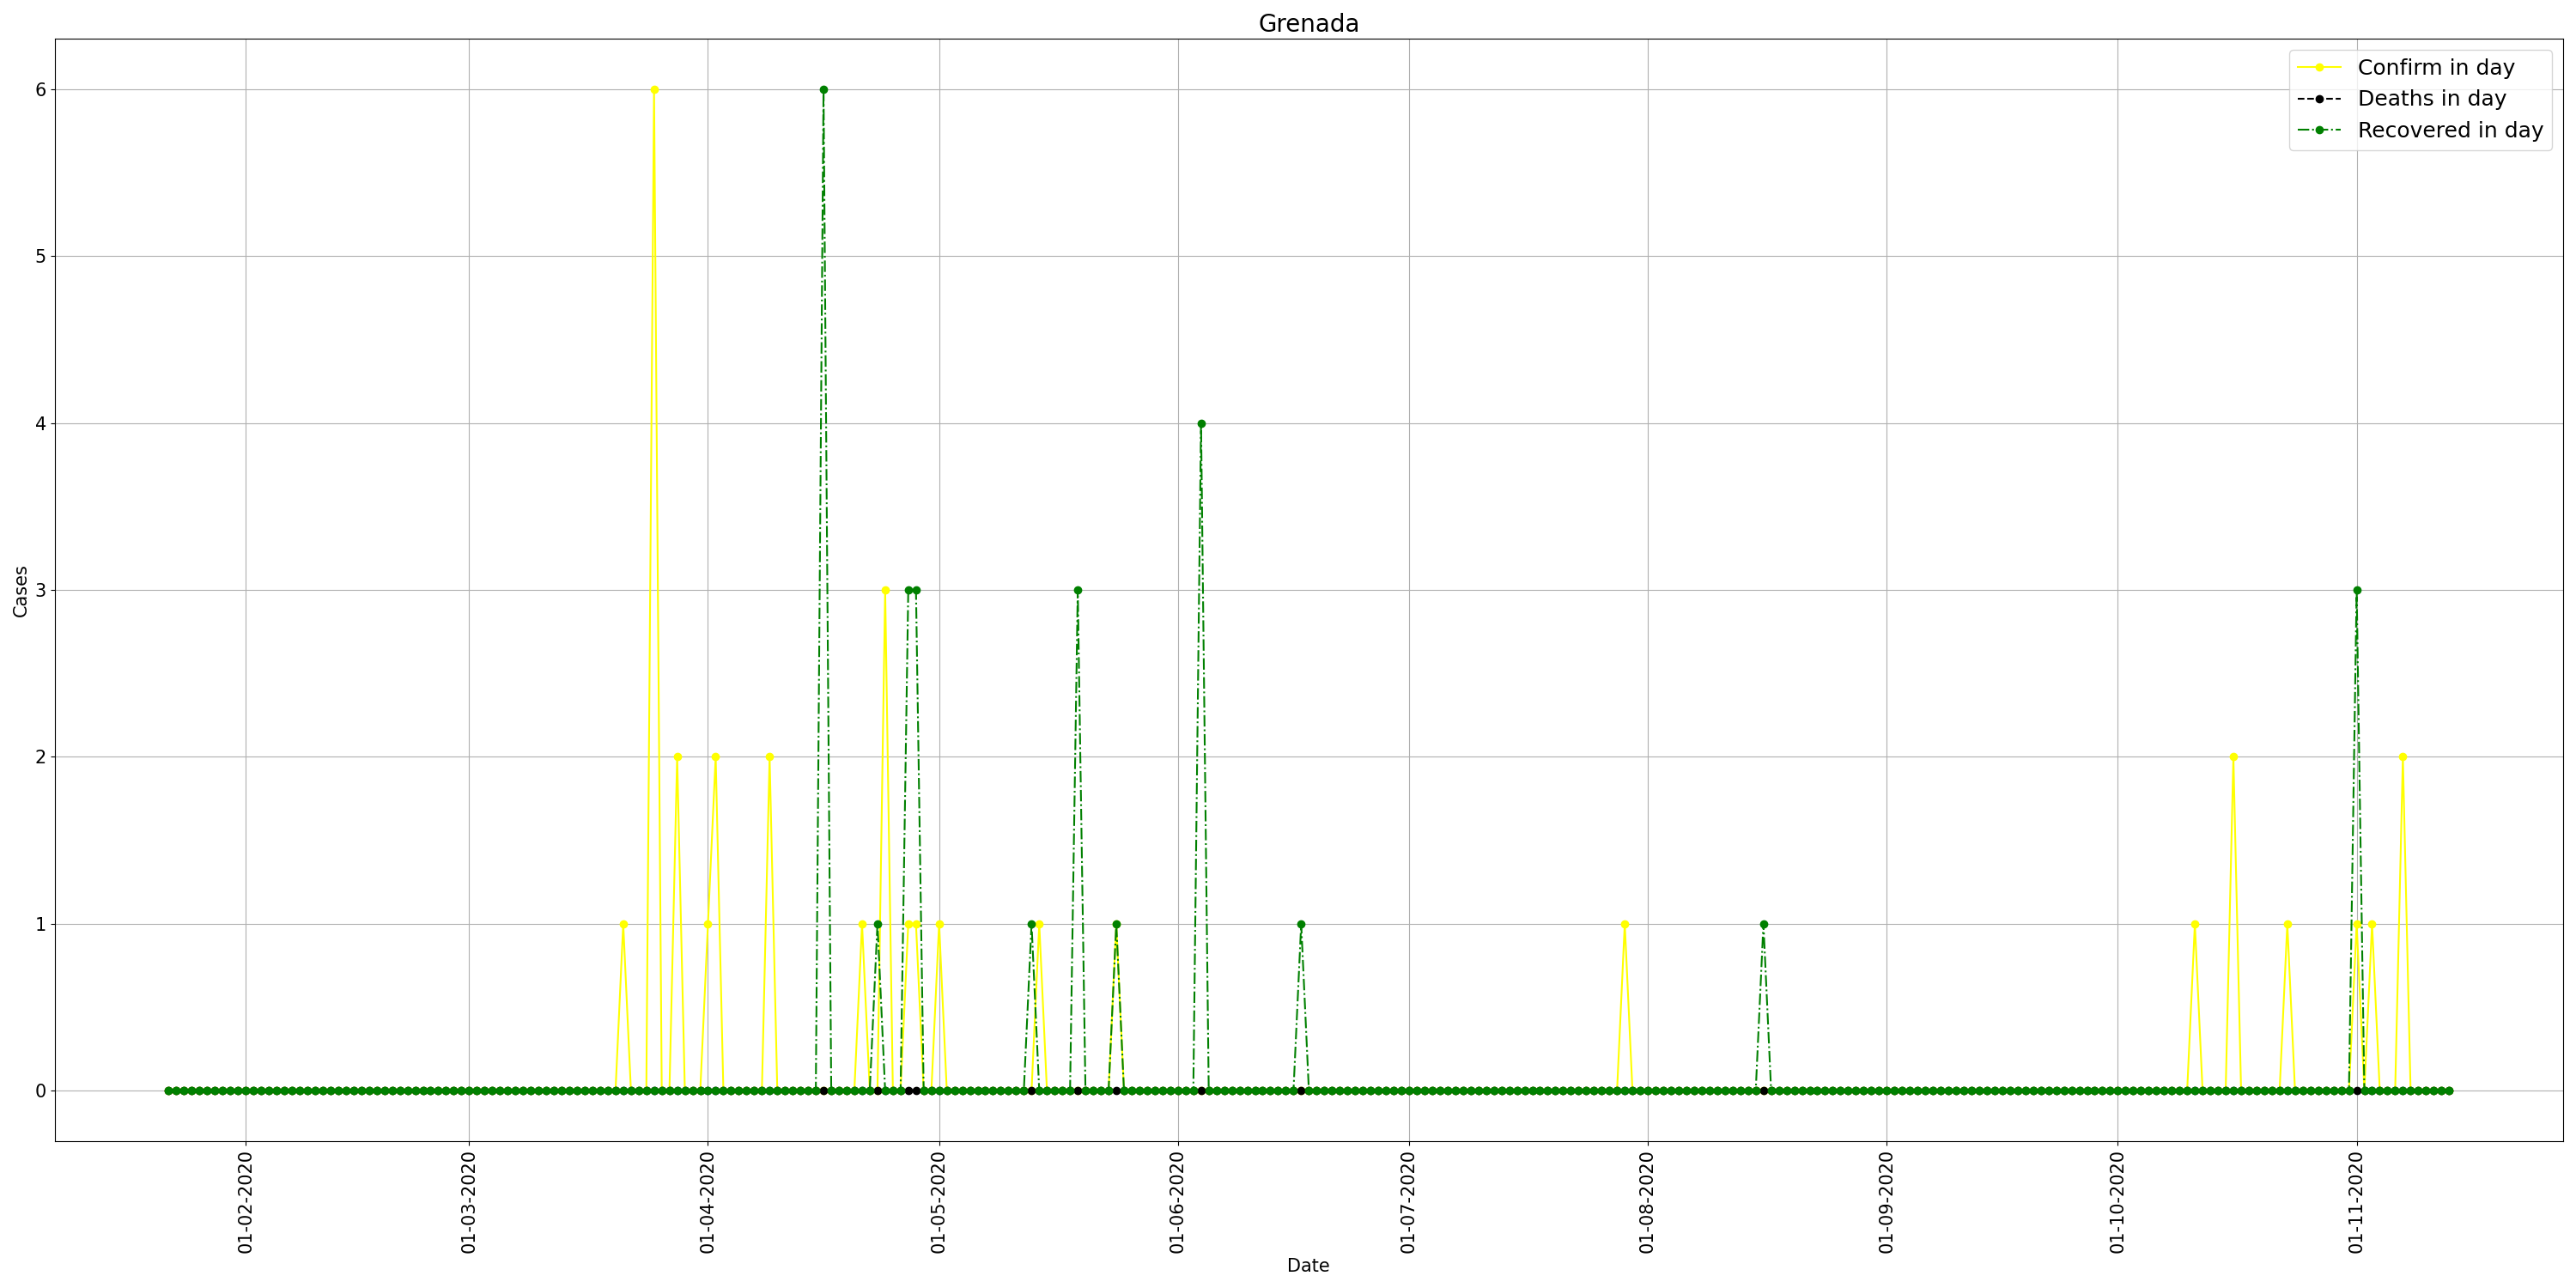 Grenada
Confirm in day
Deaths in day
Recovered in day
Cases
6
5
4
3
2
1
0
01-02-2020
01-03-2020
01-04-2020
01-05-2020
01-06-2020
01-07-2020
01-08-2020
01-09-2020
01-10-2020
01-11-2020
Date